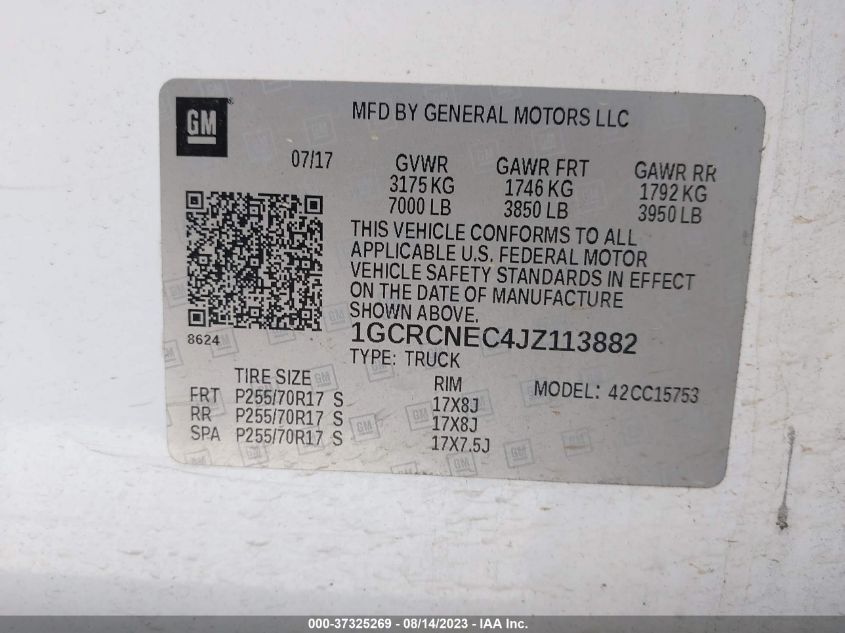 GM
MFD BY GENERAL MOTORS LLC
07/17 GVWR GAWR FRT GAWR RR
3175 KG 1746 KG 1792 KG
7000 LB 3850 LB 3950 LB
THIS VEHICLE CONFORMS TO ALL
APPLICABLE U.S. FEDERAL MOTOR
VEHICLE SAFETY STANDARDS IN EFFECT
ON THE DATE OF MANUFACTURE
SHOWN ABOVE.
8624
1GCRCNEC4JZ113882
TYPE: TRUCK
TIRE SIZE RIM MODEL: 42CC15753
FRT P255/70R17 S 17X8J
RR P255/70R17 S 17X8J
SPA P255/70R17 S 17X7.5J
000-37325269 - 08/14/2023 - IAAI.COM